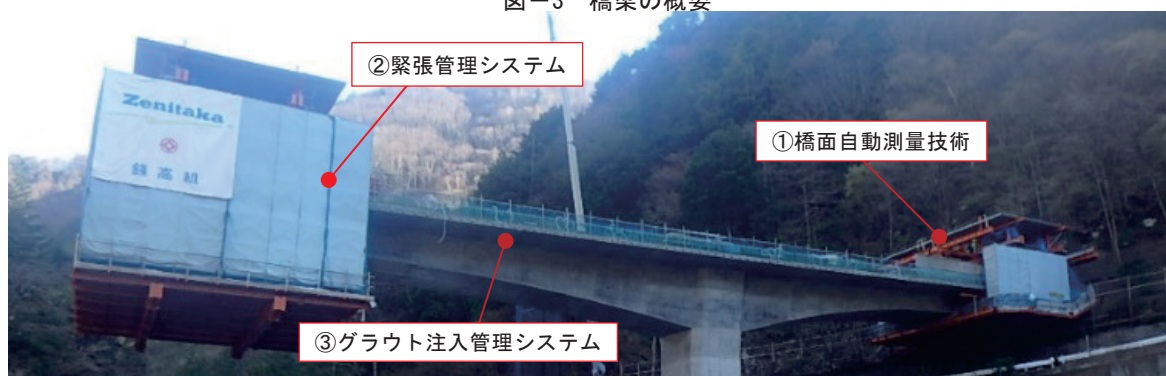 図－3 橋梁の概要
②緊張管理システム
Zenitaka
錢高組
①橋面自動測量技術
③グラウト注入管理システム